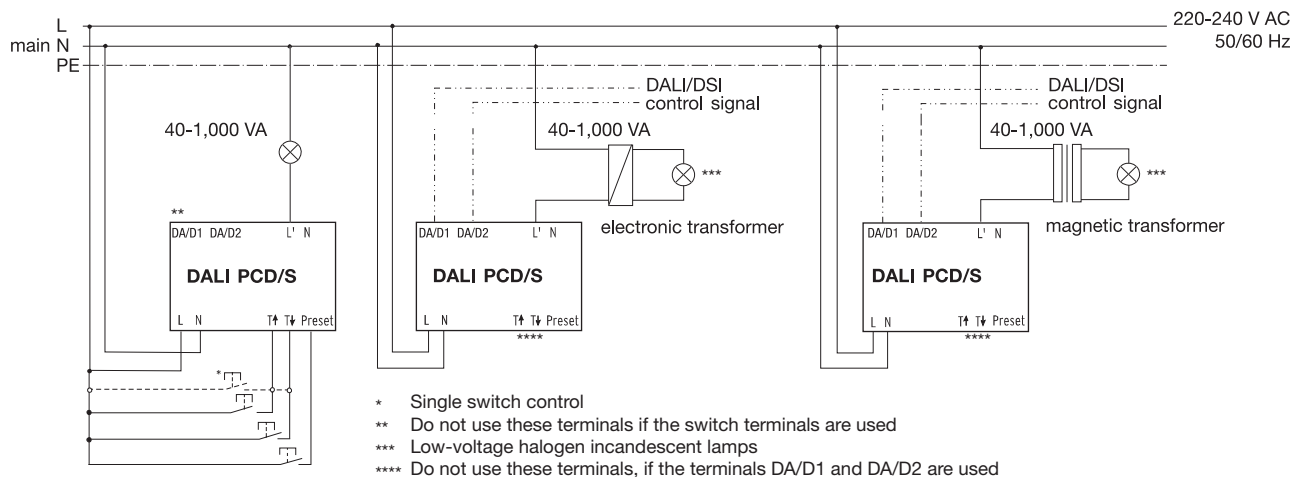 L
220-240 V AC
main N
50/60 Hz
PE
DALI/DSI
control signal
DALI/DSI
control signal
40-1,000 VA
40-1,000 VA
40-1,000 VA
***
***
**
electronic transformer
magnetic transformer
DA/D1 DA/D2 L' N
DA/D1 DA/D2 L' N
DA/D1 DA/D2 L' N
DALI PCD/S
DALI PCD/S
DALI PCD/S
L N T↑ T↓ Preset
L N T↑ T↓ Preset
L N T↑ T↓ Preset
****
****
*
* Single switch control
** Do not use these terminals if the switch terminals are used
*** Low-voltage halogen incandescent lamps
**** Do not use these terminals, if the terminals DA/D1 and DA/D2 are used